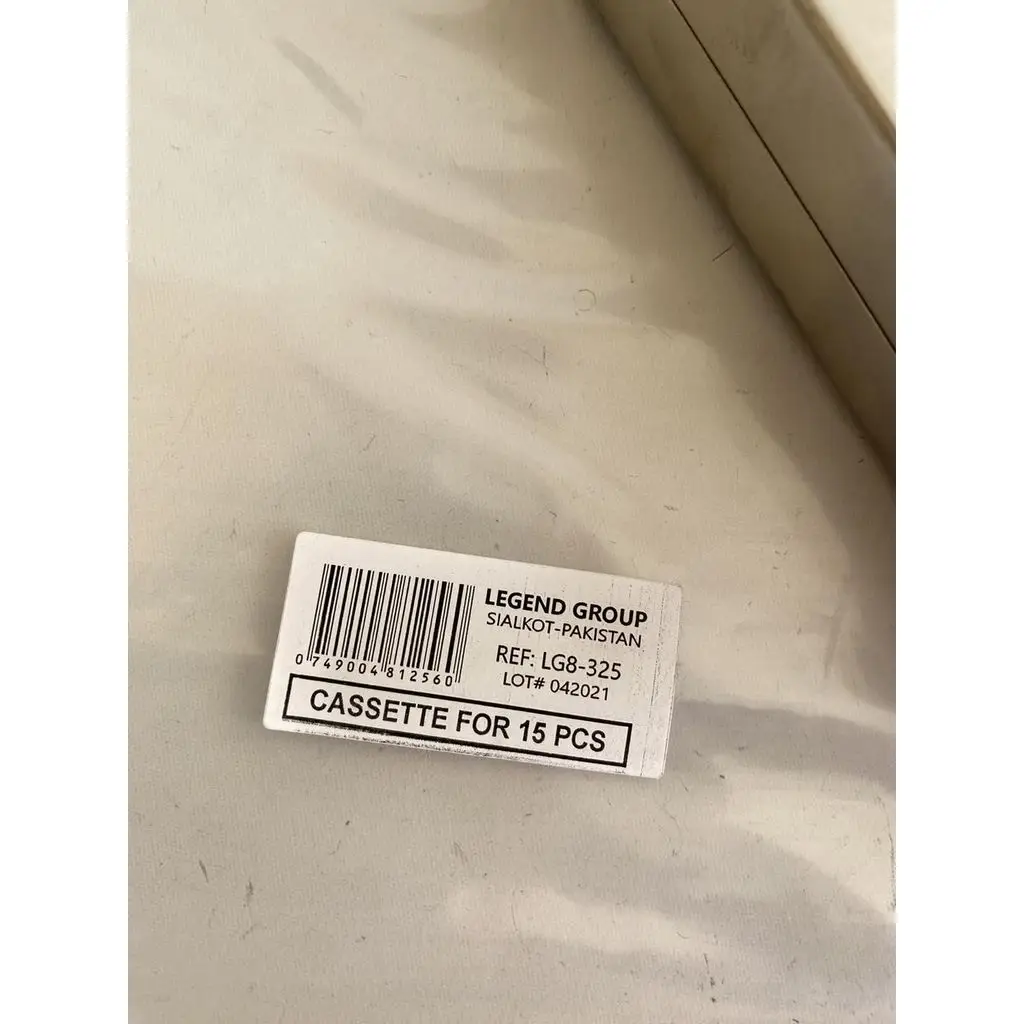 LEGEND GROUP
SIALKOT-PAKISTAN
REF: LG8-325
LOT# 042021
0 749004 812560
CASSETTE FOR 15 PCS